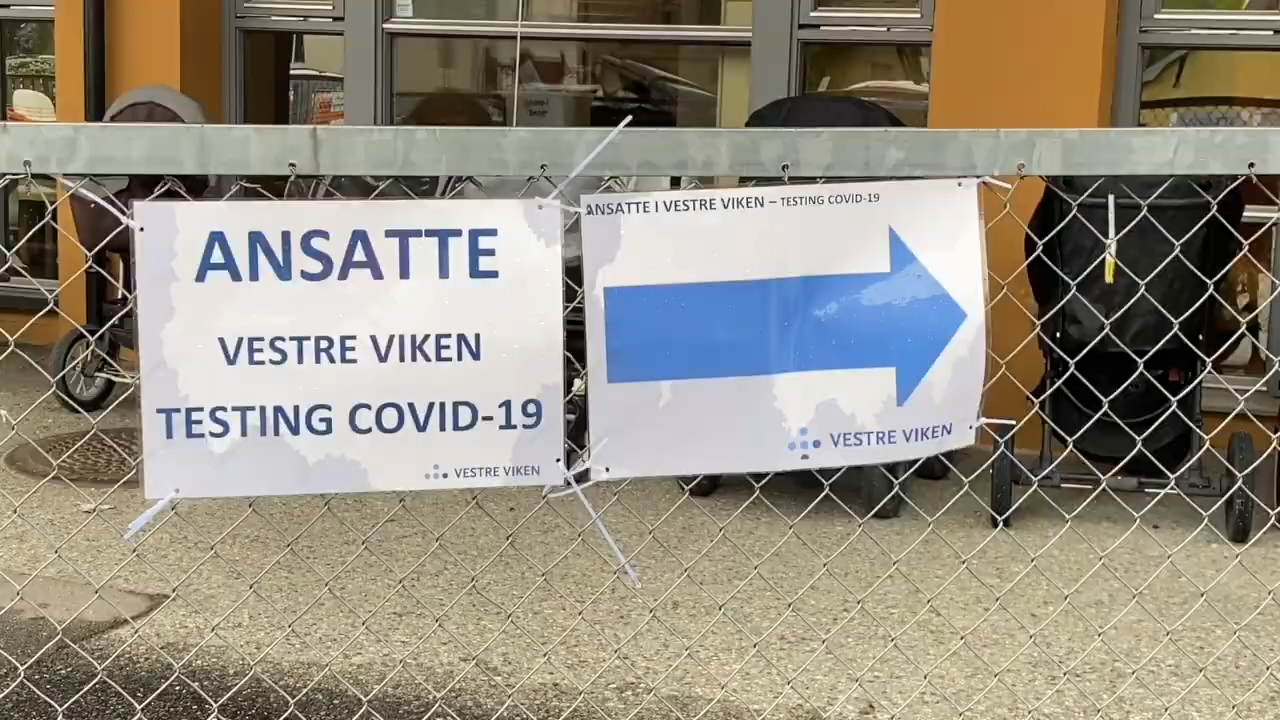 ANSATTE
VESTRE VIKEN
TESTING COVID-19
VESTRE VIKEN
ANSATTE I VESTRE VIKEN – TESTING COVID-19
VESTRE VIKEN